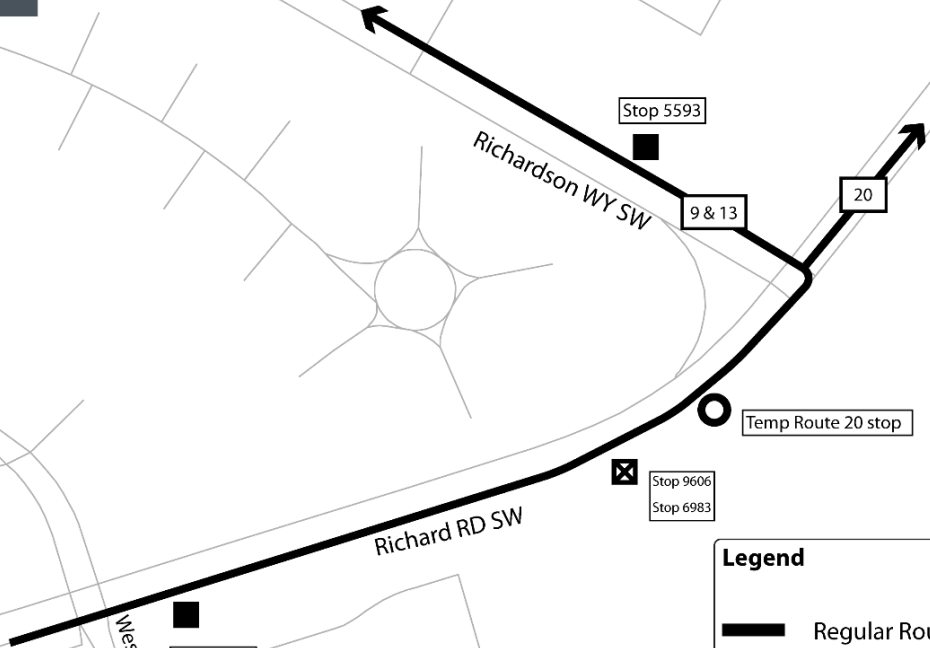 Stop 5593
Richardson WY SW
9 & 13
20
Temp Route 20 stop
Stop 9606
Stop 6983
Richard RD SW
Legend
Regular